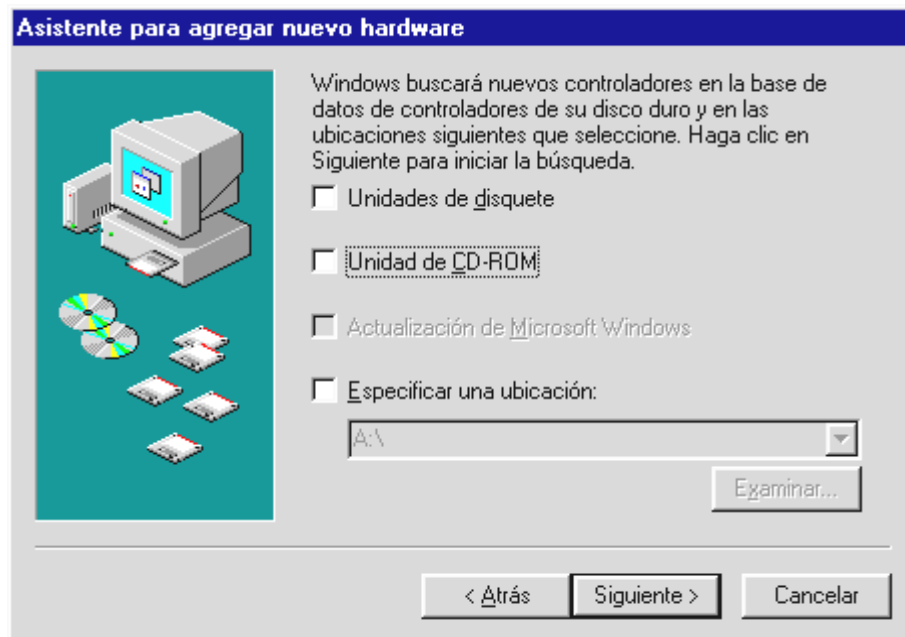 Asistente para agregar nuevo hardware
Windows buscará nuevos controladores en la base de
datos de controladores de su disco duro y en las
ubicaciones siguientes que seleccione. Haga clic en
Siguiente para iniciar la búsqueda.
Unidades de disquete
Unidad de CD-ROM
Actualización de Microsoft Windows
Especificar una ubicación:
A:\
Examinar...
< Atrás Siguiente > Cancelar